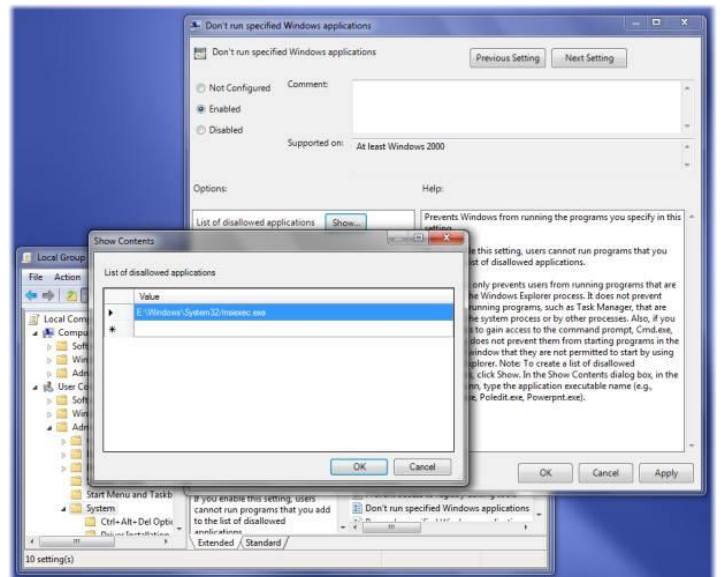 Don't run specified Windows applications
Don't run specified Windows applications
Previous Setting
Next Setting
Not Configured
Comment:
Enabled
Disabled
Supported on:
At least Windows 2000
Options:
Help:
List of disallowed applications
Show...
Prevents Windows from running the programs you specify in this
setting.
this setting, users cannot run programs that you
list of disallowed applications.
only prevents users from running programs that are
the Windows Explorer process. It does not prevent
running programs, such as Task Manager, that are
the system process or by other processes. Also, if you
to gain access to the command prompt, Cmd.exe,
does not prevent them from starting programs in the
window that they are not permitted to start by using
Note: To create a list of disallowed
click Show. In the Show Contents dialog box, in the
type the application executable name (e.g.,
Poledit.exe, Powerpnt.exe).
OK
Cancel
Apply
Show Contents
List of disallowed applications
Value
E:\Windows\System32/msiexec.exe
OK
Cancel
Local Group
File
Action
Local Com
Compu
Soft
Win
Adm
User Co
Soft
Win
Adm
Start Menu and Taskb
System
Ctrl+Alt+Del Optio
Driver Installation
If you enable this setting, users
cannot run programs that you add
to the list of disallowed
applications.
Don't run specified Windows applications
Extended
Standard
10 setting(s)